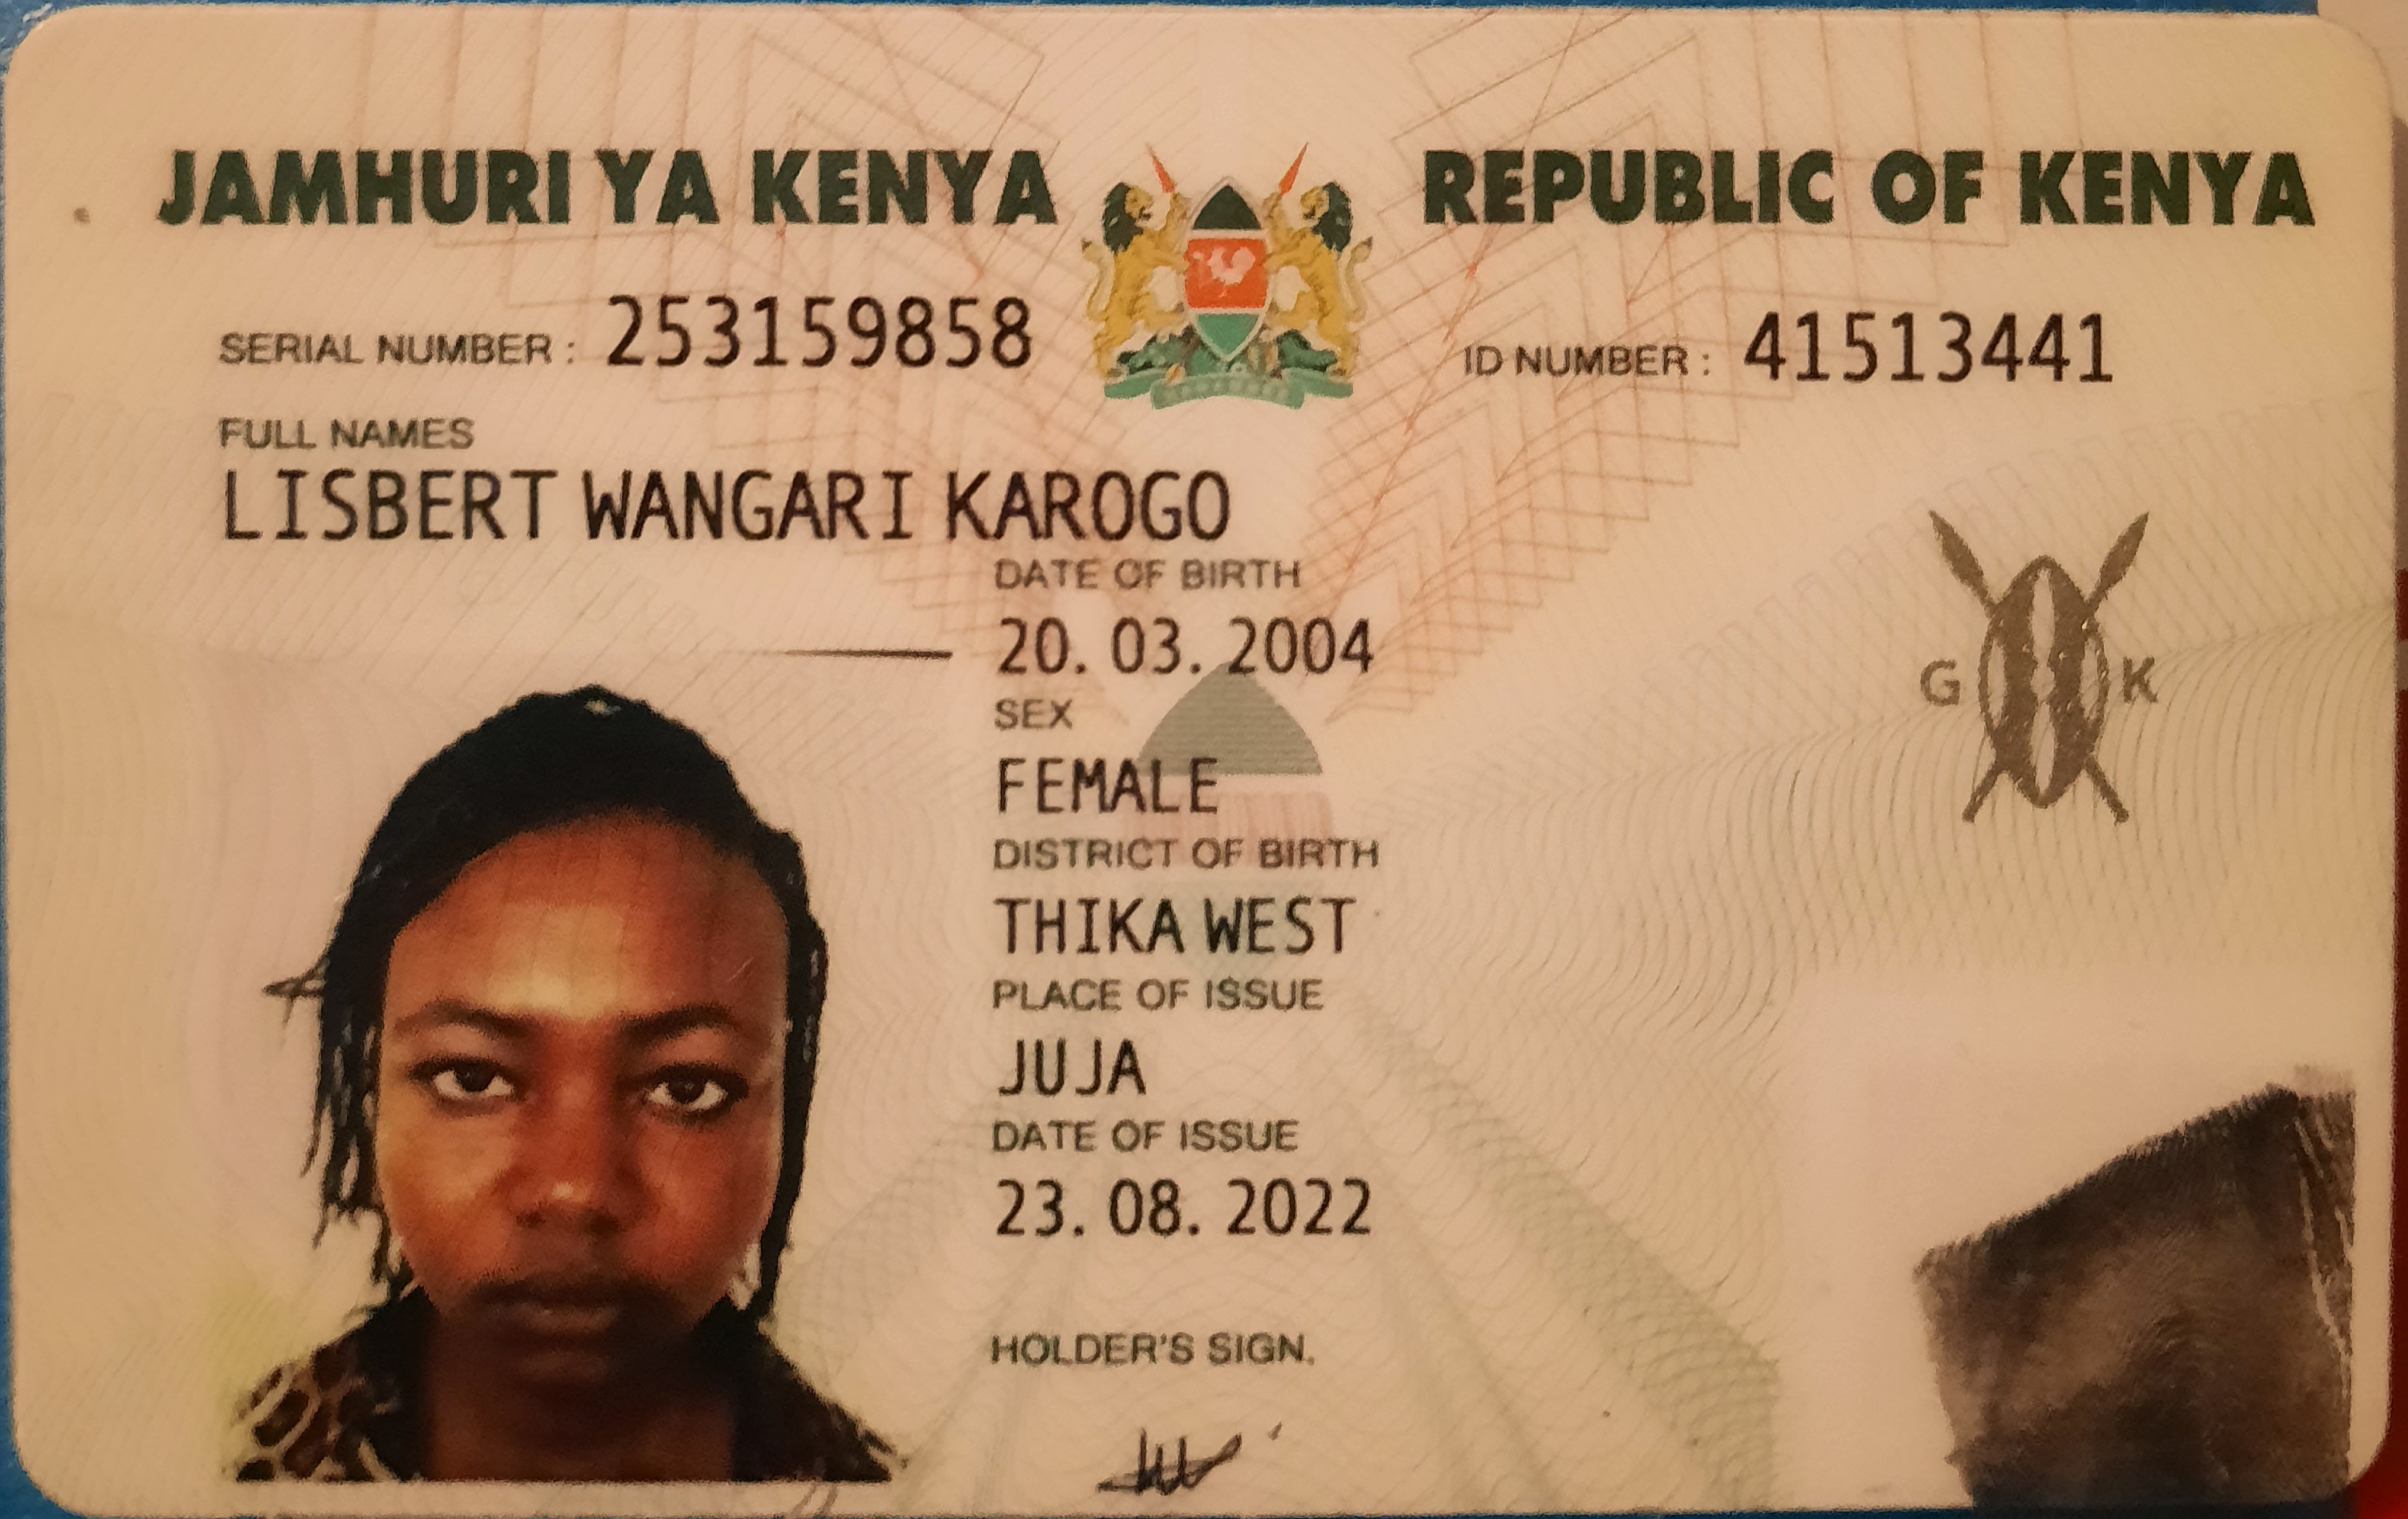 JAMHURI YA KENYA REPUBLIC OF KENYA
SERIAL NUMBER : 253159858 ID NUMBER : 41513441
FULL NAMES
LISBERT WANGARI KAROGO
DATE OF BIRTH
20. 03. 2004
SEX
FEMALE
G K
DISTRICT OF BIRTH
THIKA WEST
PLACE OF ISSUE
JUJA
DATE OF ISSUE
23. 08. 2022
HOLDER'S SIGN.